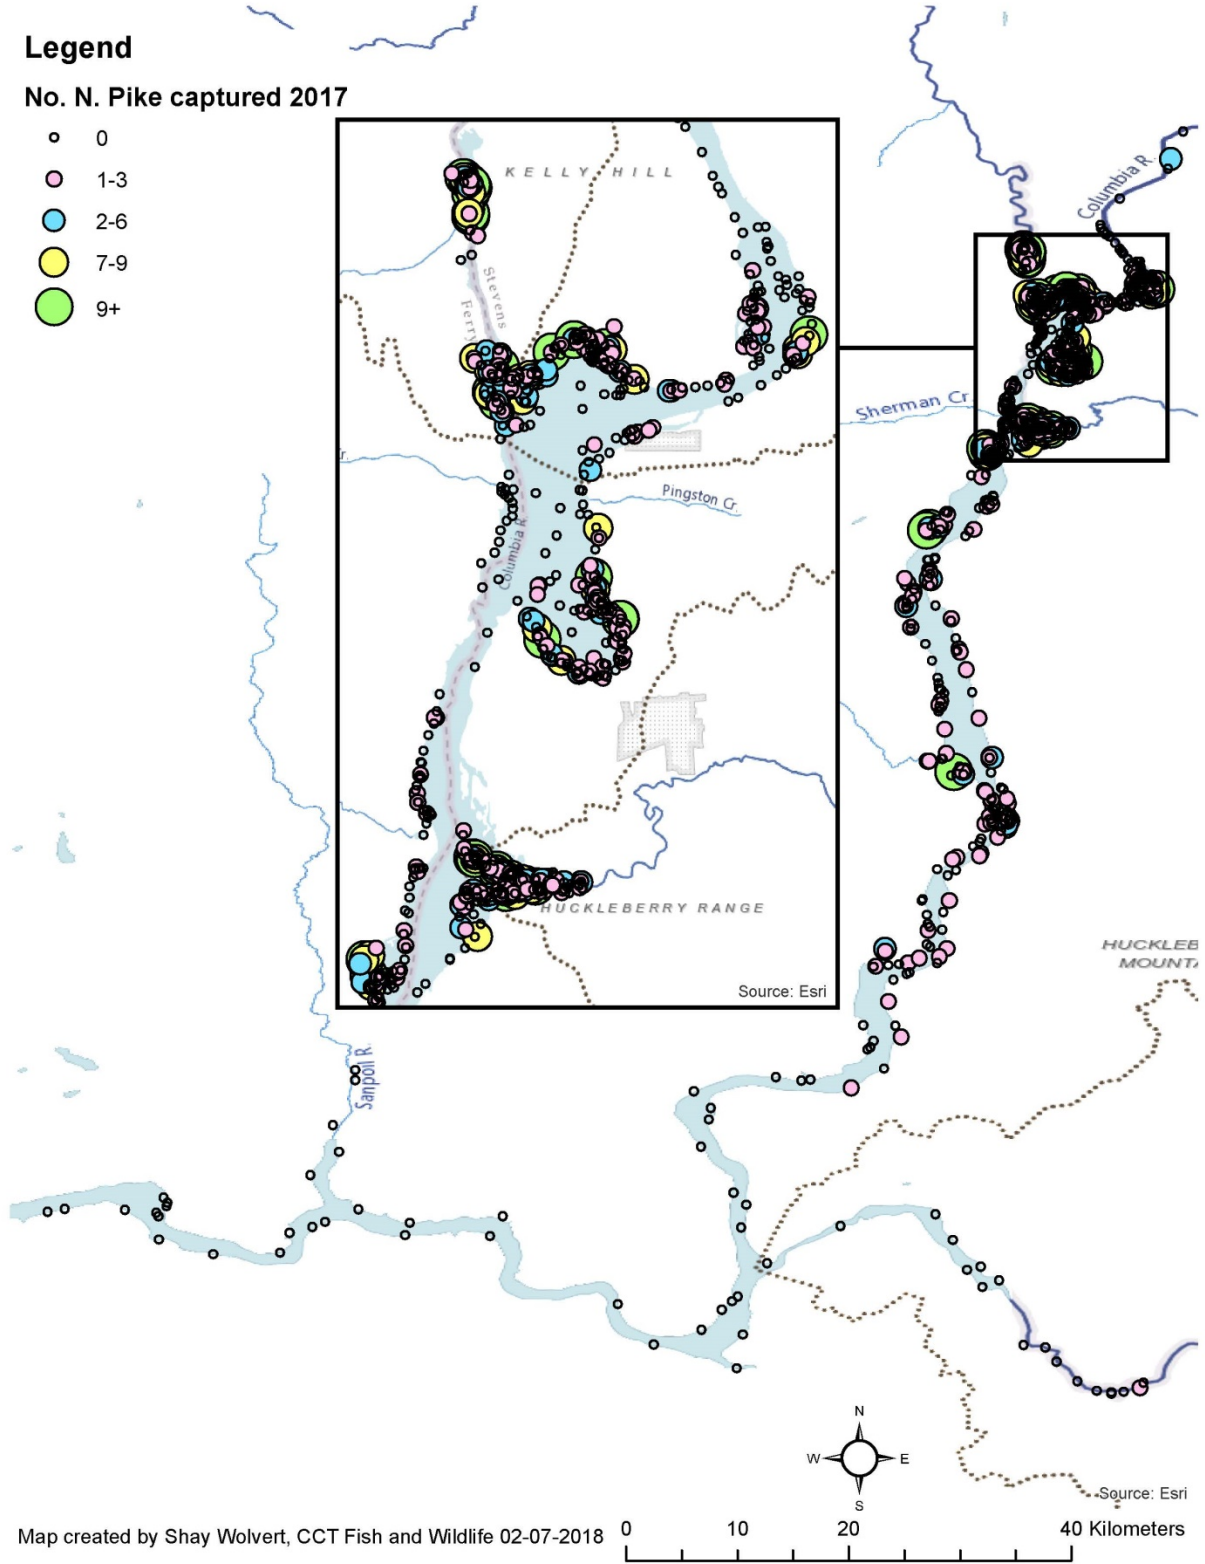 Legend
No. N. Pike captured 2017
0
1-3
2-6
7-9
9+
KELLY HILL
Stevens
Ferry
Columbia R.
Sherman Cr.
r.
Pingston Cr.
Columbia R.
HUCKLEBERRY RANGE
Source: Esri
HUCKLEB
MOUNTA
Sanpoil R.
N
W E
S
Source: Esri
Map created by Shay Wolvert, CCT Fish and Wildlife 02-07-2018
0 10 20 40 Kilometers